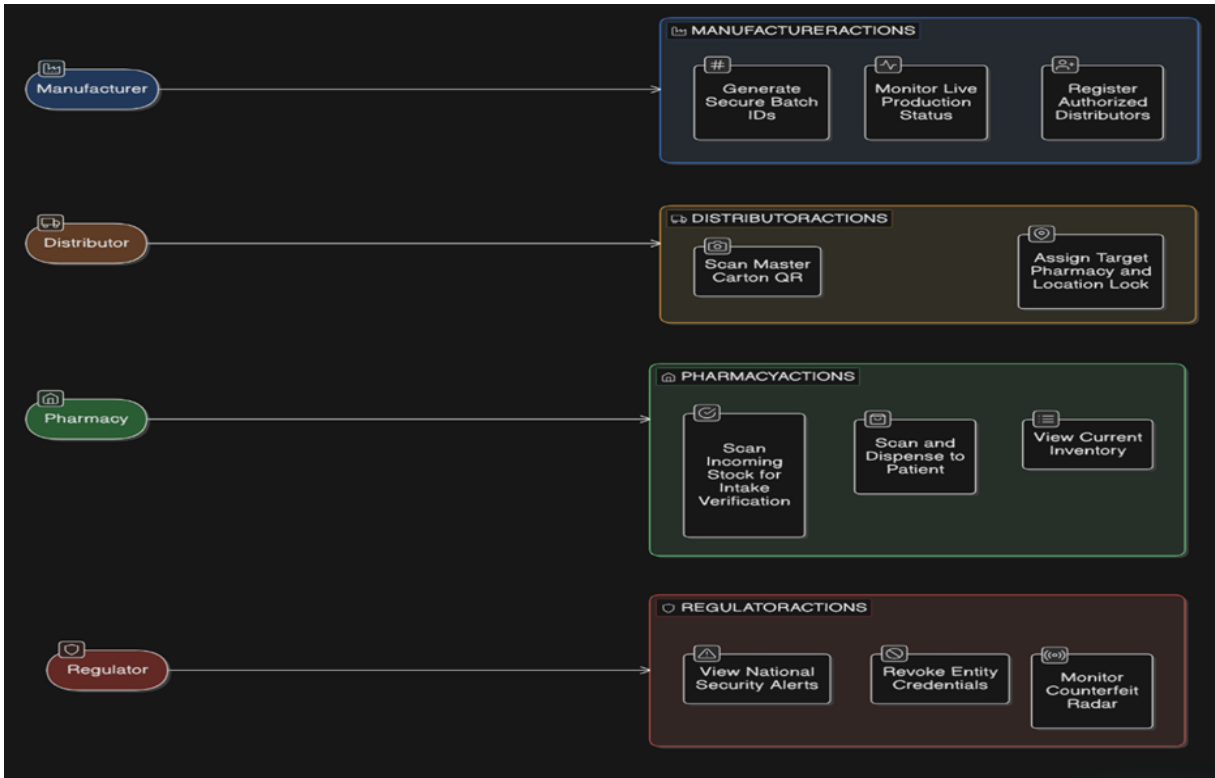 MANUFACTURERACTIONS
Manufacturer
Generate
Secure Batch
IDs
Monitor Live
Production
Status
Register
Authorized
Distributors
DISTRIBUTORACTIONS
Distributor
Scan Master
Carton QR
Assign Target
Pharmacy and
Location Lock
PHARMACYACTIONS
Pharmacy
Scan
Incoming
Stock for
Intake
Verification
Scan and
Dispense to
Patient
View Current
Inventory
REGULATORACTIONS
Regulator
View National
Security Alerts
Revoke Entity
Credentials
Monitor
Counterfeit
Radar